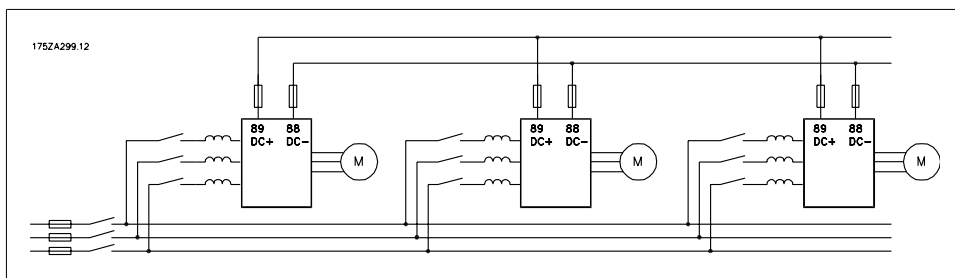 175ZA299.12
89 88
DC+ DC-
M
89 88
DC+ DC-
M
89 88
DC+ DC-
M